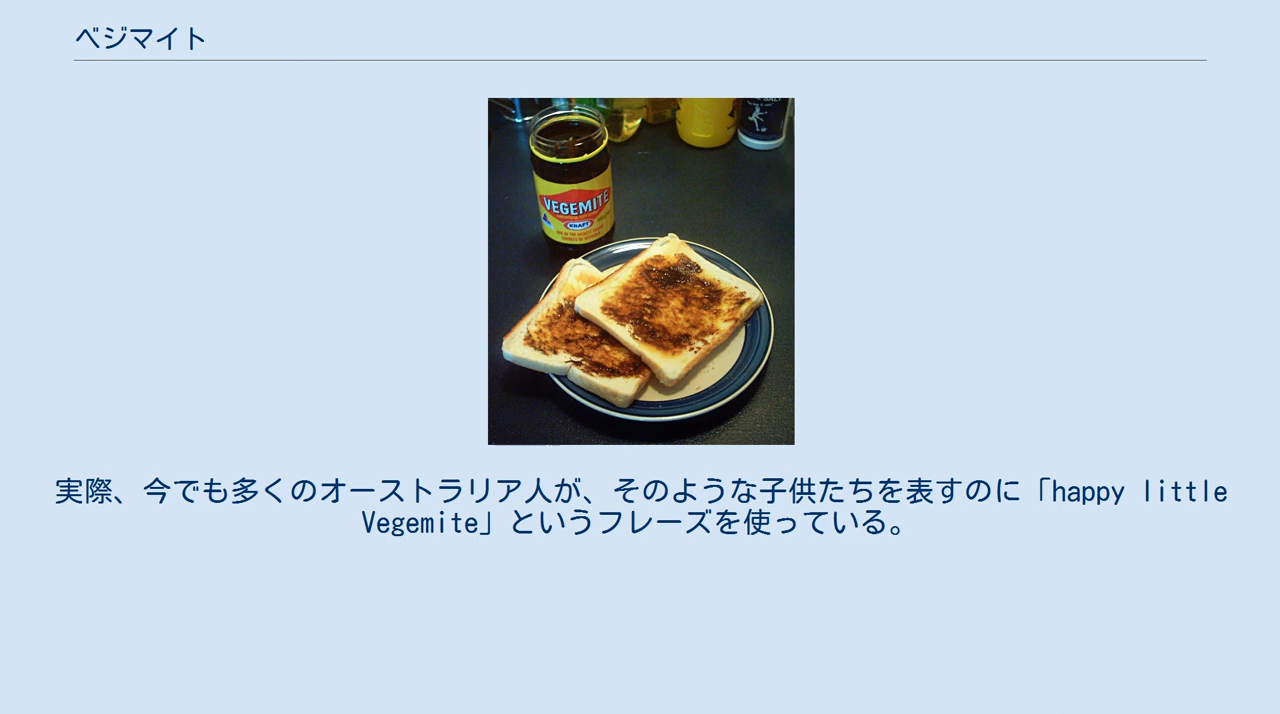 ベジマイト
VEGEMITE
KRAFT
実際、今でも多くのオーストラリア人が、そのような子供たちを表すのに「happy little
Vegemite」というフレーズを使っている。